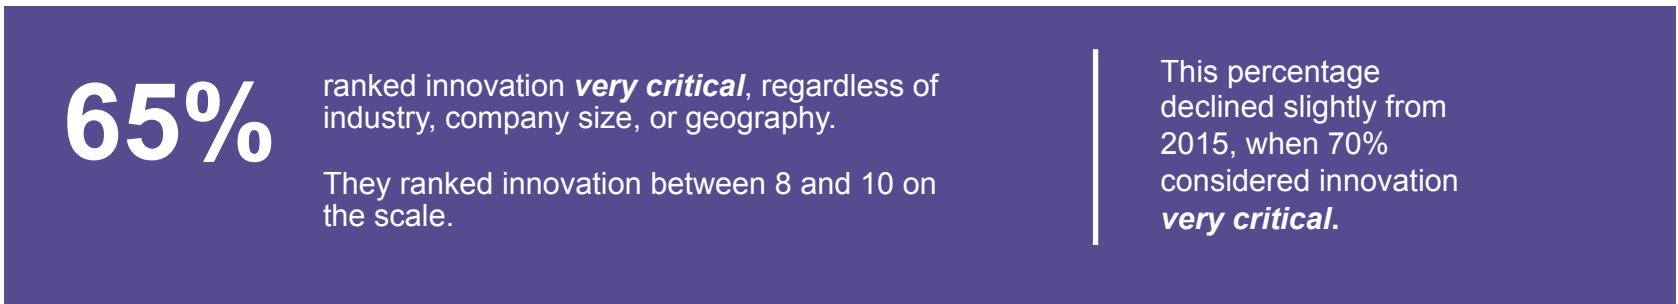 65%
ranked innovation very critical, regardless of
industry, company size, or geography.
They ranked innovation between 8 and 10 on
the scale.
This percentage
declined slightly from
2015, when 70%
considered innovation
very critical.